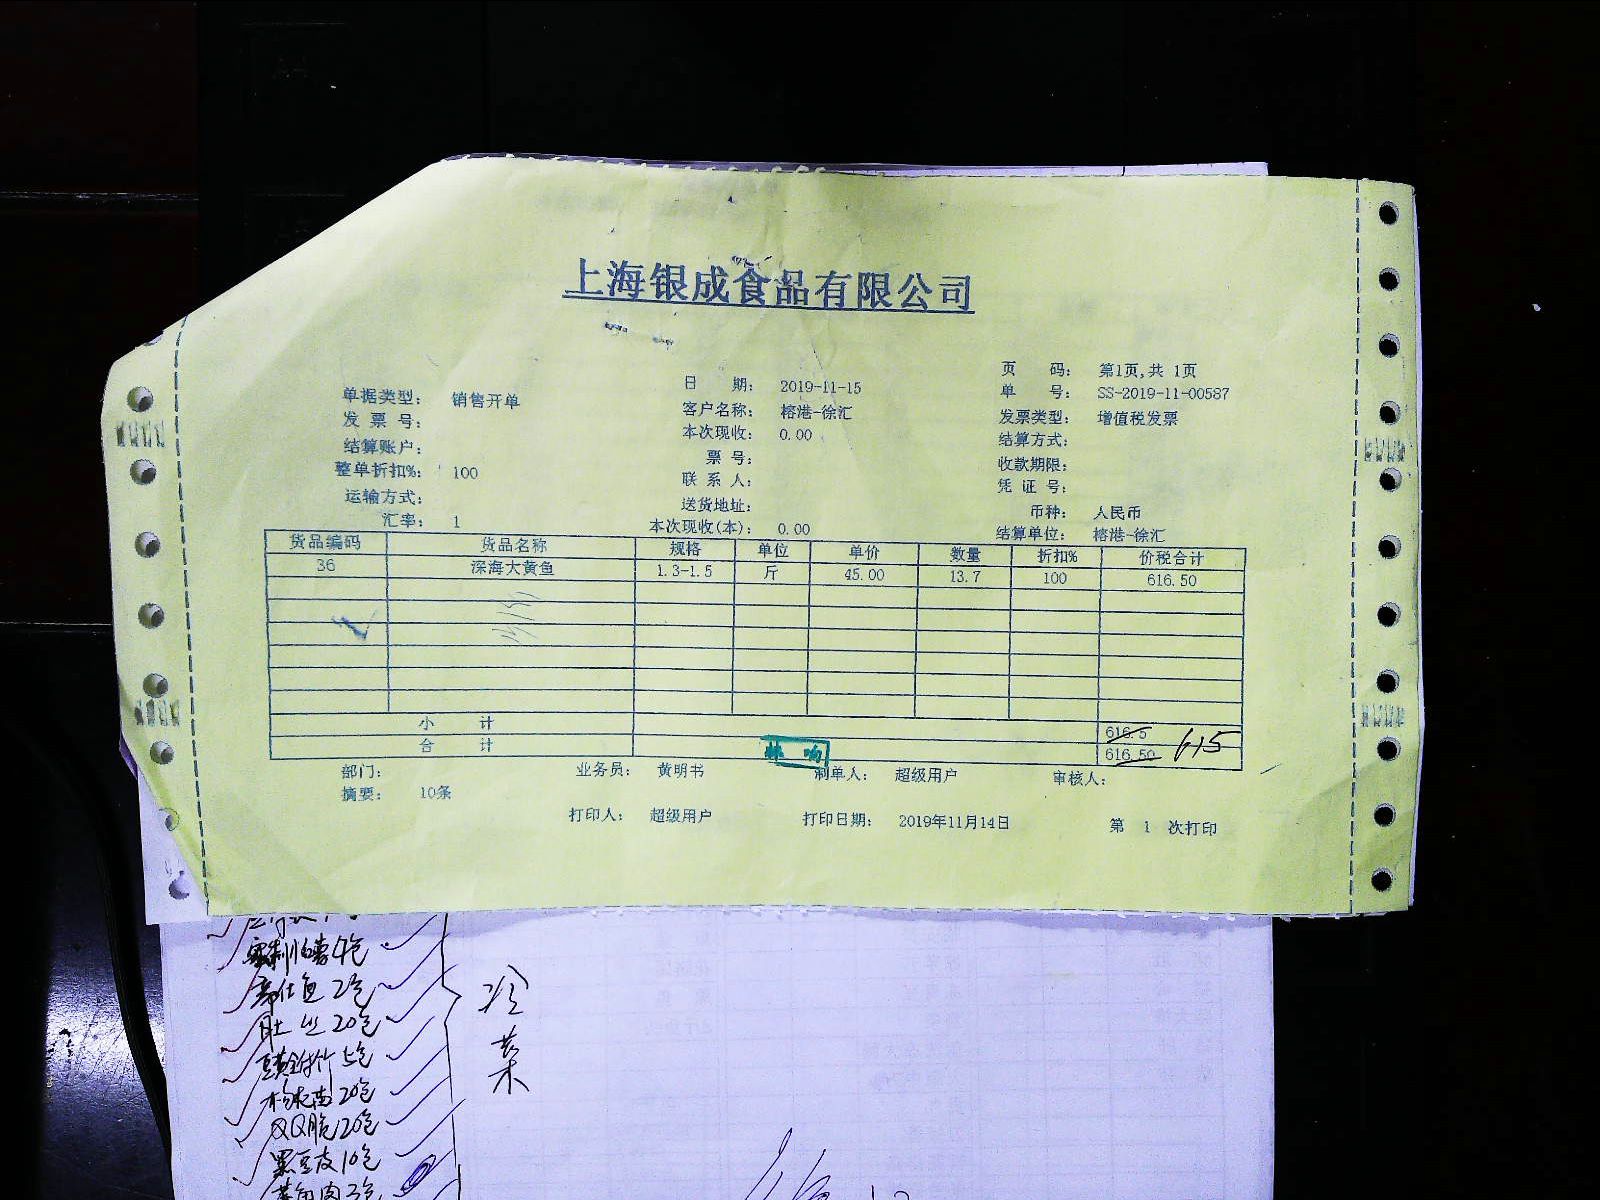 上海银成食品有限公司
单据类型: 销售开单 日 期: 2019-11-15 页 码: 第1页,共 1页
发 票 号: 客户名称: 榕港-徐汇 单 号: SS-2019-11-00587
结算账户: 本次现收: 0.00 发票类型: 增值税发票
整单折扣%: 100 票 号: 结算方式:
运输方式: 联 系 人: 收款期限:
汇率: 1 送货地址: 凭 证 号:
本次现收(本): 0.00 币种: 人民币
结算单位: 榕港-徐汇
货品编码 货品名称 规格 单位 单价 数量 折扣% 价税合计
36 深海大黄鱼 1.3-1.5 斤 45.00 13.7 100 616.50
小 计 616.5
合 计 616.50 615
林 响
部门: 业务员: 黄明书 制单人: 超级用户 审核人:
摘要: 10条
打印人: 超级用户 打印日期: 2019年11月14日 第 1 次打印
肚丝20包
QQ脆20包
黑豆皮10包
冷菜